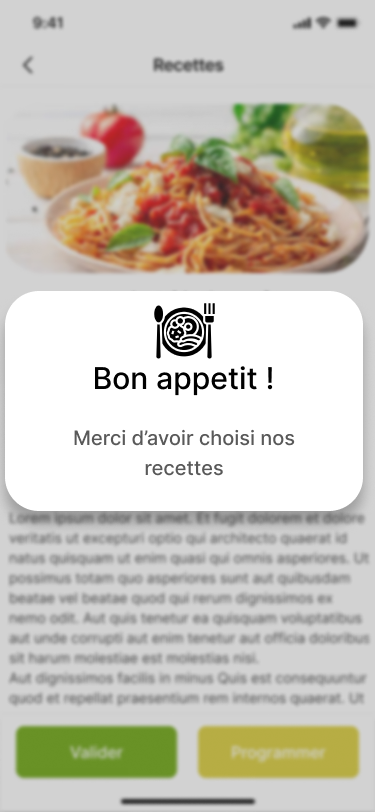 9:41
Recettes
Bon appetit !
Merci d’avoir choisi nos
recettes
Lorem ipsum dolor sit amet. Et fugit dolorem et dolore
veritatis ut excepturi optio qui architecto quaerat id
natus quisquam ut enim quasi qui omnis asperiores. Ut
possimus totam quo asperiores sunt aut quibusdam
beatae vel beatae quod qui rerum dignissimos ex
nemo odit. Aut quis tenetur ea quisquam voluptatibus
aut unde corrupti aut enim tenetur aut officia doloribus
sit harum molestiae est molestias nisi.
Aut dignissimos facilis in minus Quis est consequuntur
quod et repellat praesentium rem internos quaerat. Ut
Valider
Programmer